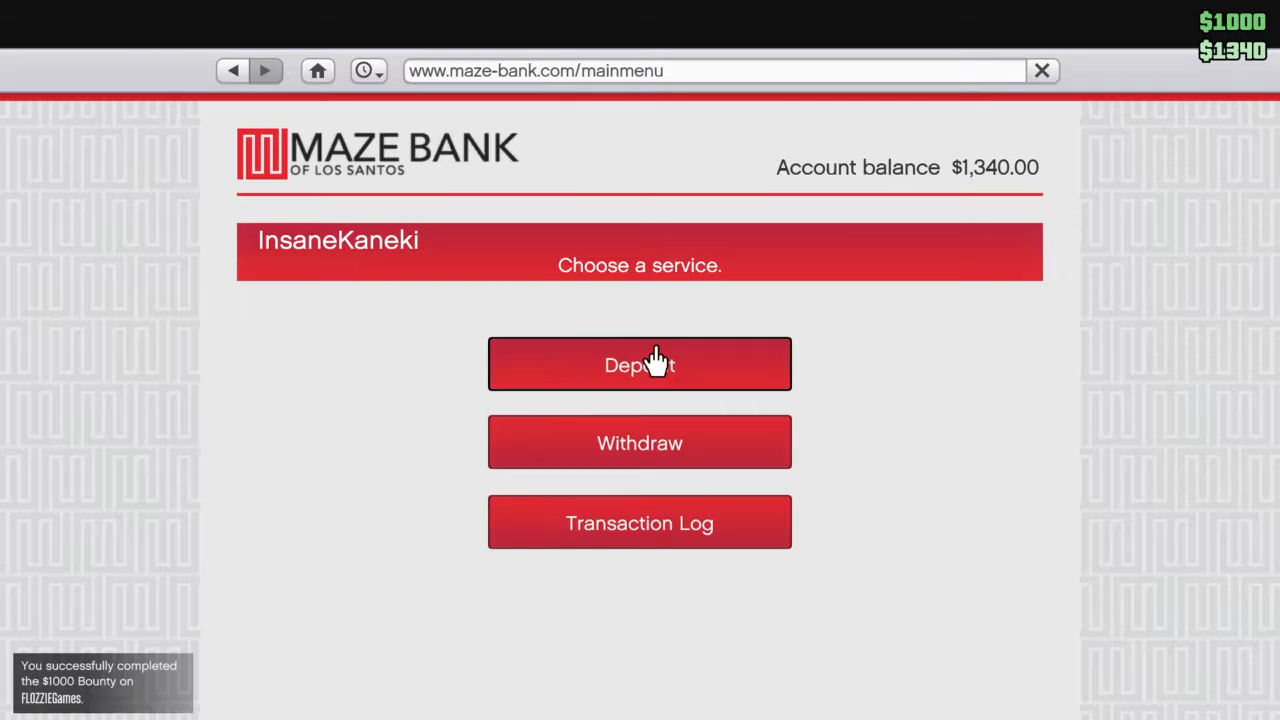 $1000
$1340
www.maze-bank.com/mainmenu
MAZE BANK
OF LOS SANTOS
Account balance $1,340.00
InsaneKaneki
Choose a service.
Deposit
Withdraw
Transaction Log
You successfully completed
the $1000 Bounty on
FLOZZIEGames.